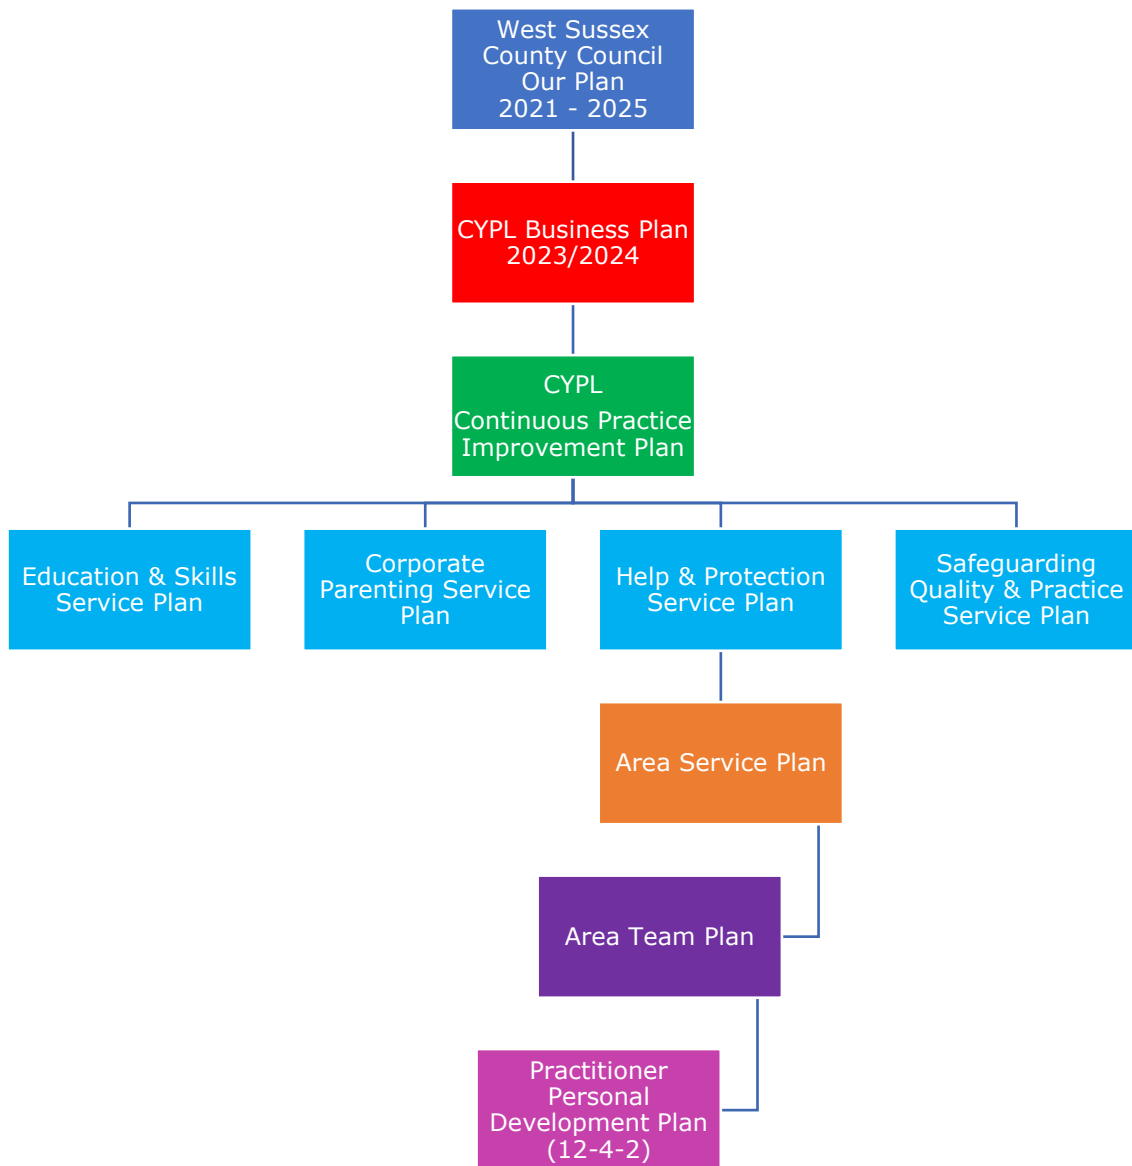 West Sussex
County Council
Our Plan
2021 - 2025
CYPL Business Plan
2023/2024
CYPL
Continuous Practice
Improvement Plan
Education & Skills
Service Plan
Corporate
Parenting Service
Plan
Help & Protection
Service Plan
Safeguarding
Quality & Practice
Service Plan
Area Service Plan
Area Team Plan
Practitioner
Personal
Development Plan
(12-4-2)